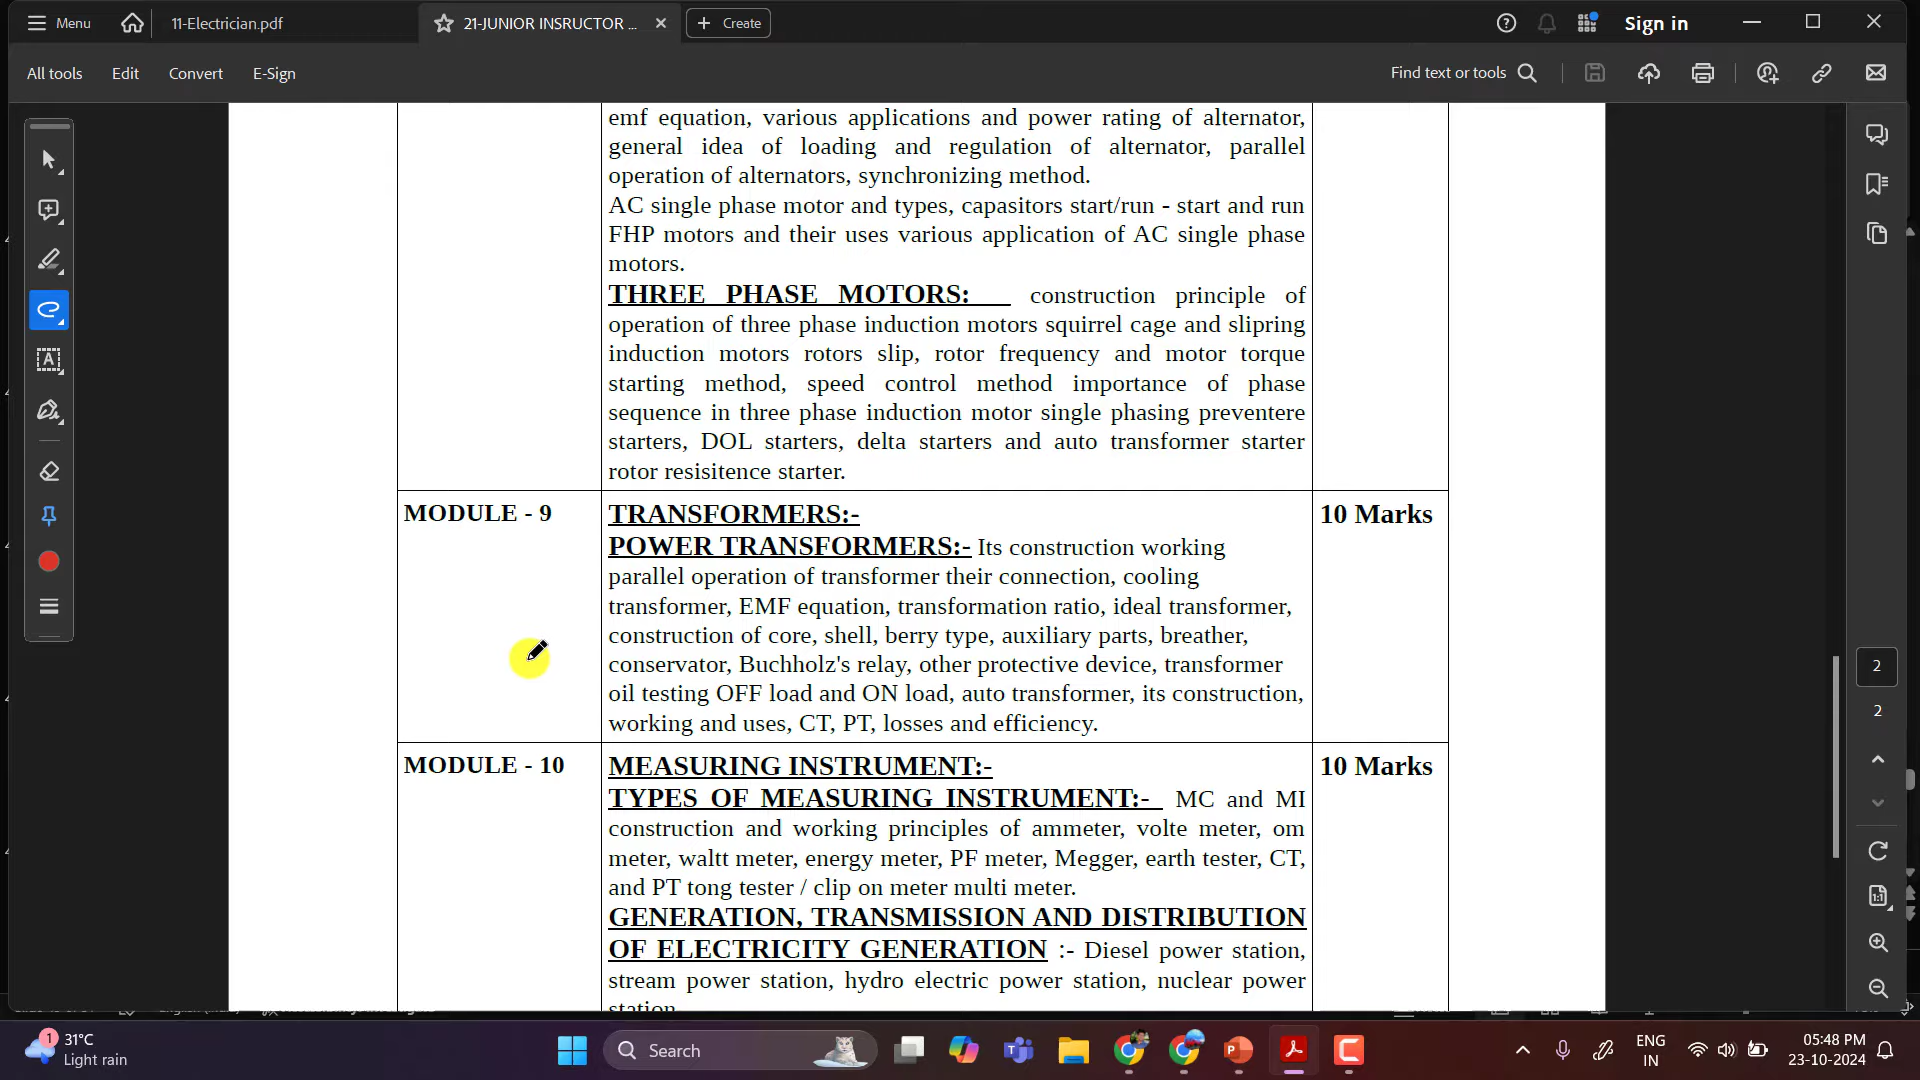 Menu
11-Electrician.pdf
21-JUNIOR INSRUCTOR ...
Create
Sign in
All tools
Edit
Convert
E-Sign
Find text or tools
emf equation, various applications and power rating of alternator,
general idea of loading and regulation of alternator, parallel
operation of alternators, synchronizing method.
AC single phase motor and types, capasitors start/run - start and run
FHP motors and their uses various application of AC single phase
motors.
THREE PHASE MOTORS: construction principle of
operation of three phase induction motors squirrel cage and slipring
induction motors rotors slip, rotor frequency and motor torque
starting method, speed control method importance of phase
sequence in three phase induction motor single phasing preventere
starters, DOL starters, delta starters and auto transformer starter
rotor resisitence starter.
MODULE - 9
TRANSFORMERS:-
10 Marks
POWER TRANSFORMERS:- Its construction working
parallel operation of transformer their connection, cooling
transformer, EMF equation, transformation ratio, ideal transformer,
construction of core, shell, berry type, auxiliary parts, breather,
conservator, Buchholz's relay, other protective device, transformer
oil testing OFF load and ON load, auto transformer, its construction,
working and uses, CT, PT, losses and efficiency.
MODULE - 10
MEASURING INSTRUMENT:-
10 Marks
TYPES OF MEASURING INSTRUMENT:- MC and MI
construction and working principles of ammeter, volte meter, om
meter, waltt meter, energy meter, PF meter, Megger, earth tester, CT,
and PT tong tester / clip on meter multi meter.
GENERATION, TRANSMISSION AND DISTRIBUTION
OF ELECTRICITY GENERATION :- Diesel power station,
stream power station, hydro electric power station, nuclear power
station
2
2
1:1
1
31°C
Light rain
Search
ENG
IN
05:48 PM
23-10-2024